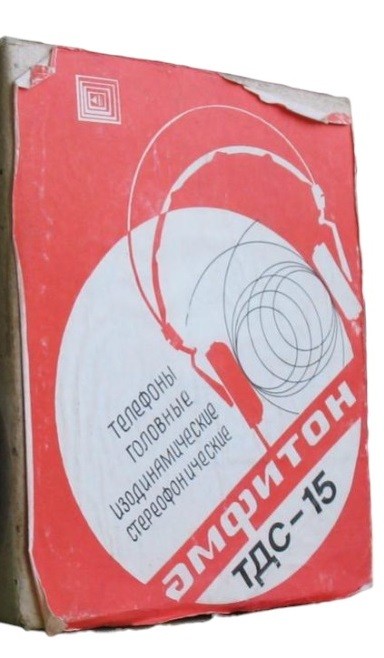 Телефоны
головные
изодинамические
стереофонические
эмфитон
ТДС-15